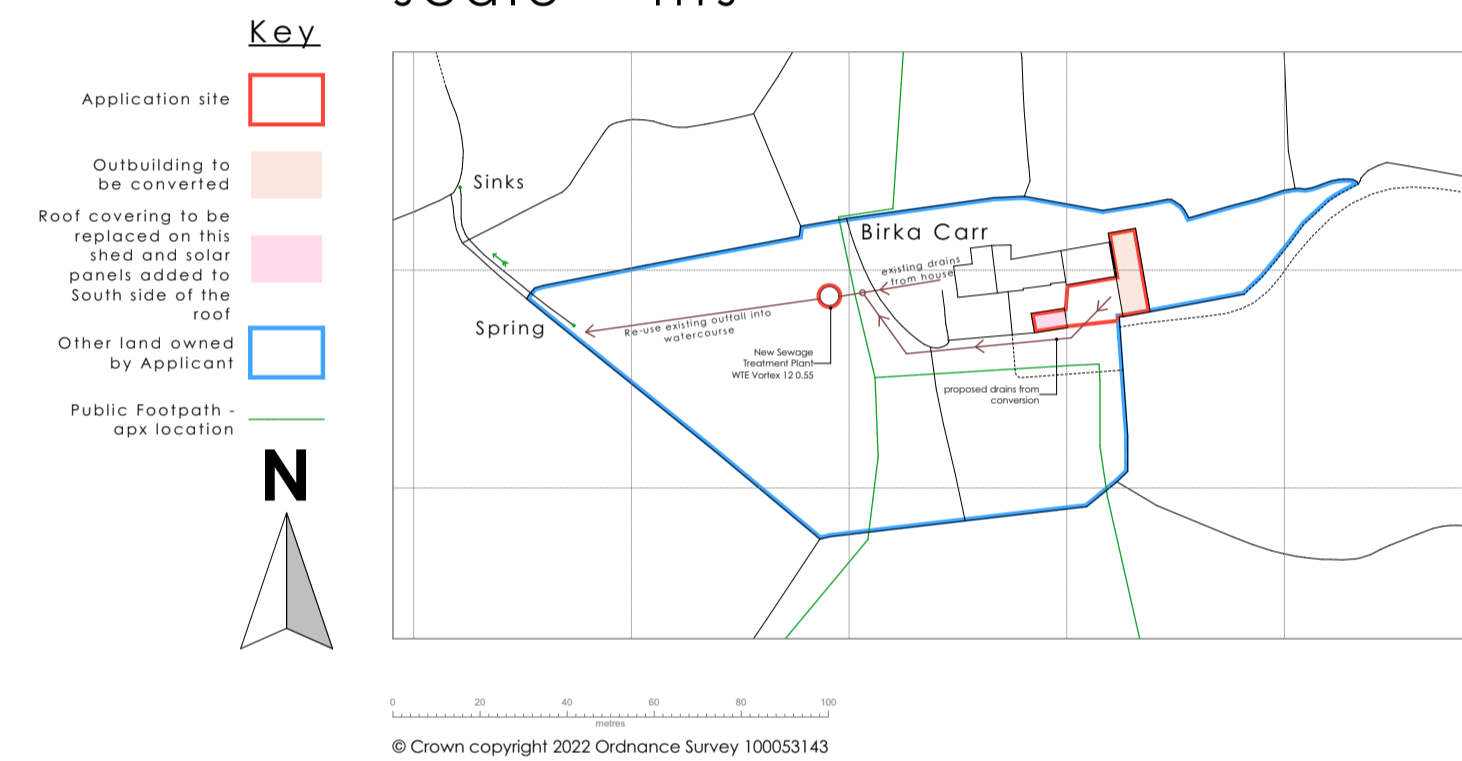 Key
Application site
Outbuilding to
be converted
Roof covering to be
replaced on this
shed and solar
panels added to
South side of the
roof
Other land owned
by Applicant
Public Footpath -
apx location
N
Sinks
Spring
Birka Carr
existing drains
from house
Re-use existing outfall into
watercourse
New Sewage
Treatment Plant
WTE Vortex 12 0.55
proposed drains from
conversion
0 20 40 60 80 100
metres
© Crown copyright 2022 Ordnance Survey 100053143